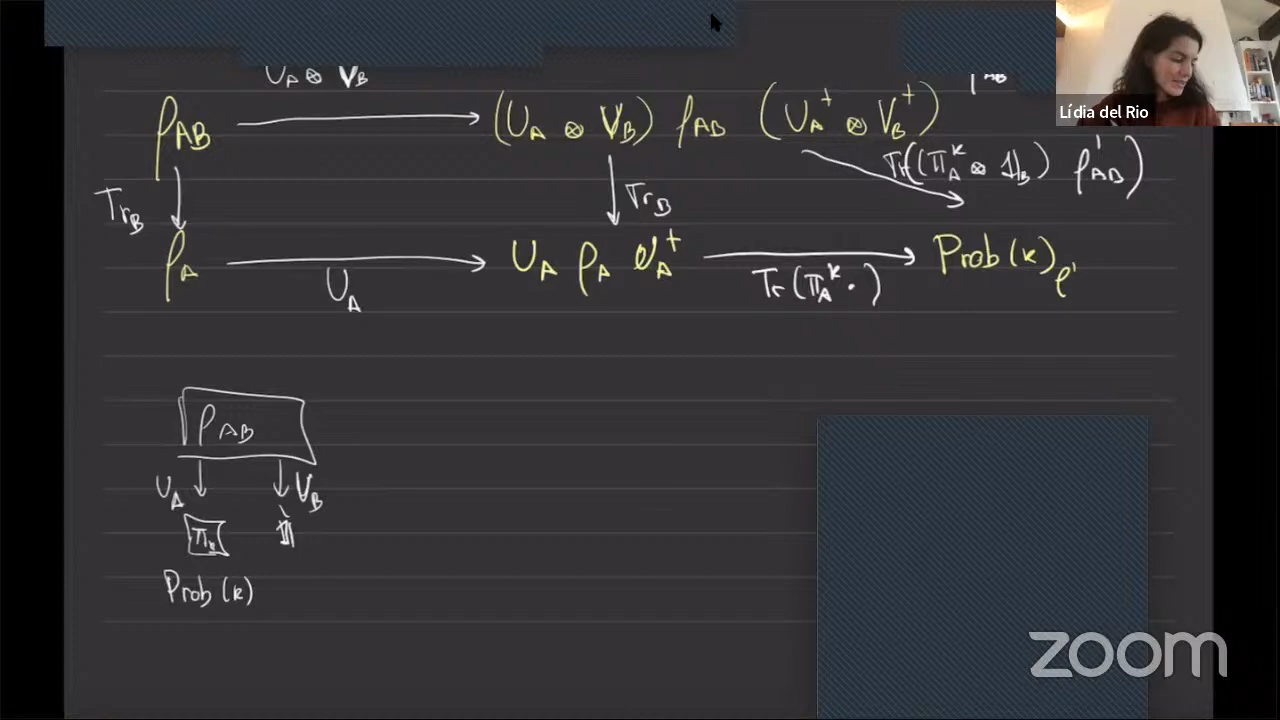 U_A ⊗ V_B
ρ_AB → (U_A ⊗ V_B) ρ_AB (U_A† ⊗ V_B†)
ρ_AB
Lídia del Rio
Tr_B
Tr_B
Tr((Π_A^k ⊗ 𝟙_B) ρ'_AB)
ρ_A → U_A ρ_A U_A† → Prob(k)_ρ'
U_A
Tr(Π_A^k ·)
ρ_AB
U_A V_B
Π_k 𝟙
Prob(k)
zoom